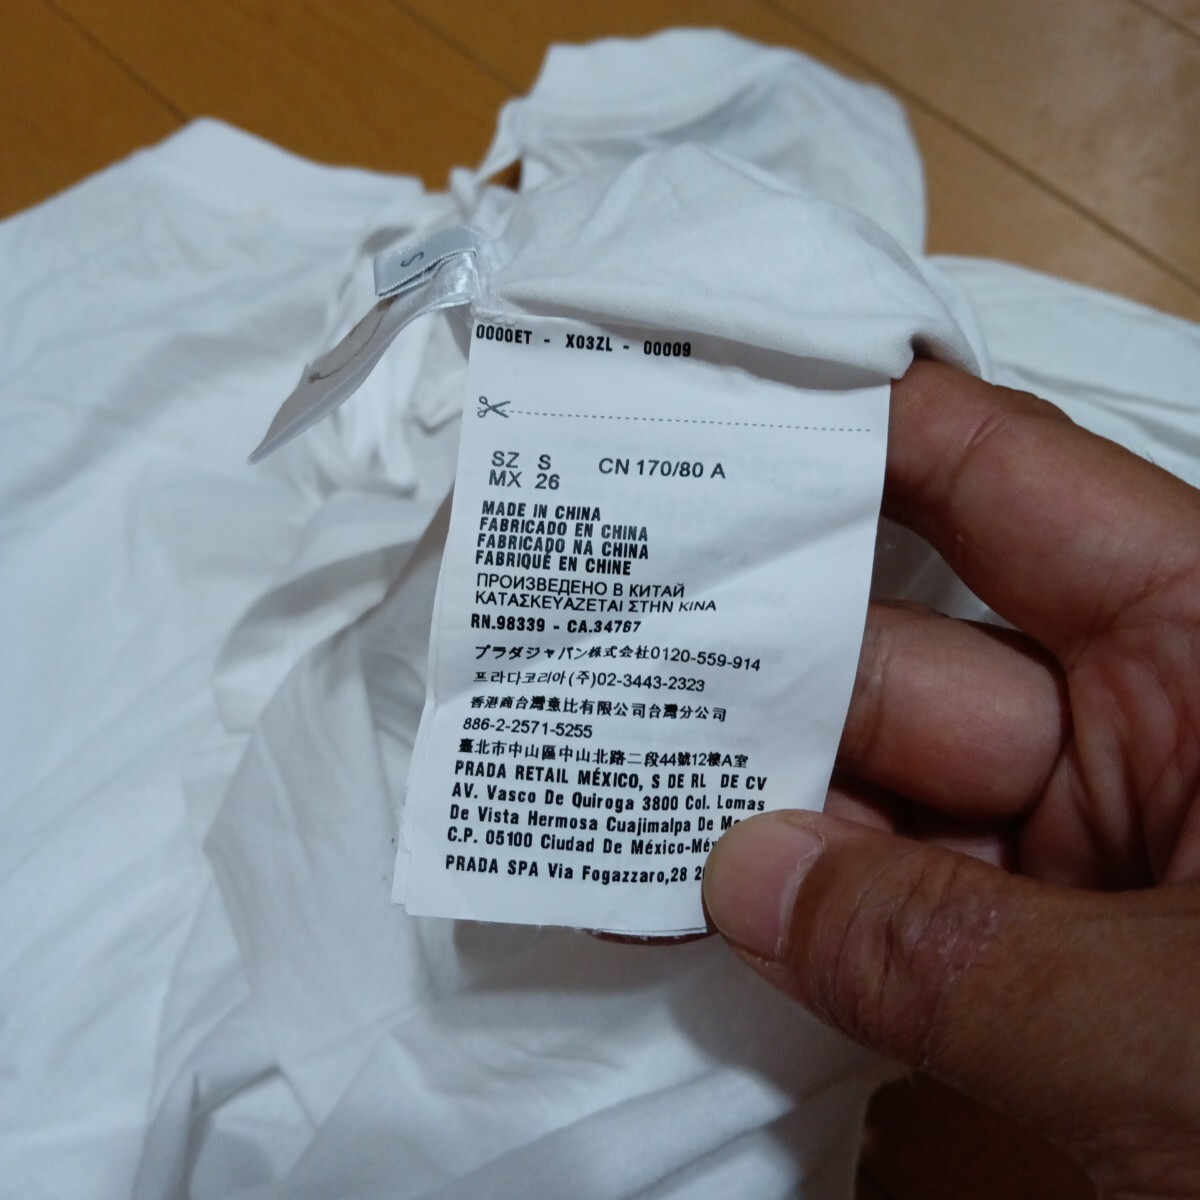 S
0000ET - X03ZL - 00009
SZ S CN 170/80 A
MX 26
MADE IN CHINA
FABRICADO EN CHINA
FABRICADO NA CHINA
FABRIQUÉ EN CHINE
ПРОИЗВЕДЕНО В КИТАЙ
ΚΑΤΑΣΚΕΥΑΖΕΤΑΙ ΣΤΗΝ ΚΙΝΑ
RN.98339 - CA.34767
プラダジャパン株式会社0120-559-914
프라다코리아(주)02-3443-2323
香港商台灣意比有限公司台灣分公司
886-2-2571-5255
臺北市中山區中山北路二段44號12樓A室
PRADA RETAIL MÉXICO, S DE RL DE CV
AV. Vasco De Quiroga 3800 Col. Lomas
De Vista Hermosa Cuajimalpa De
C.P. 05100 Ciudad De México-
PRADA SPA Via Fogazzaro,28